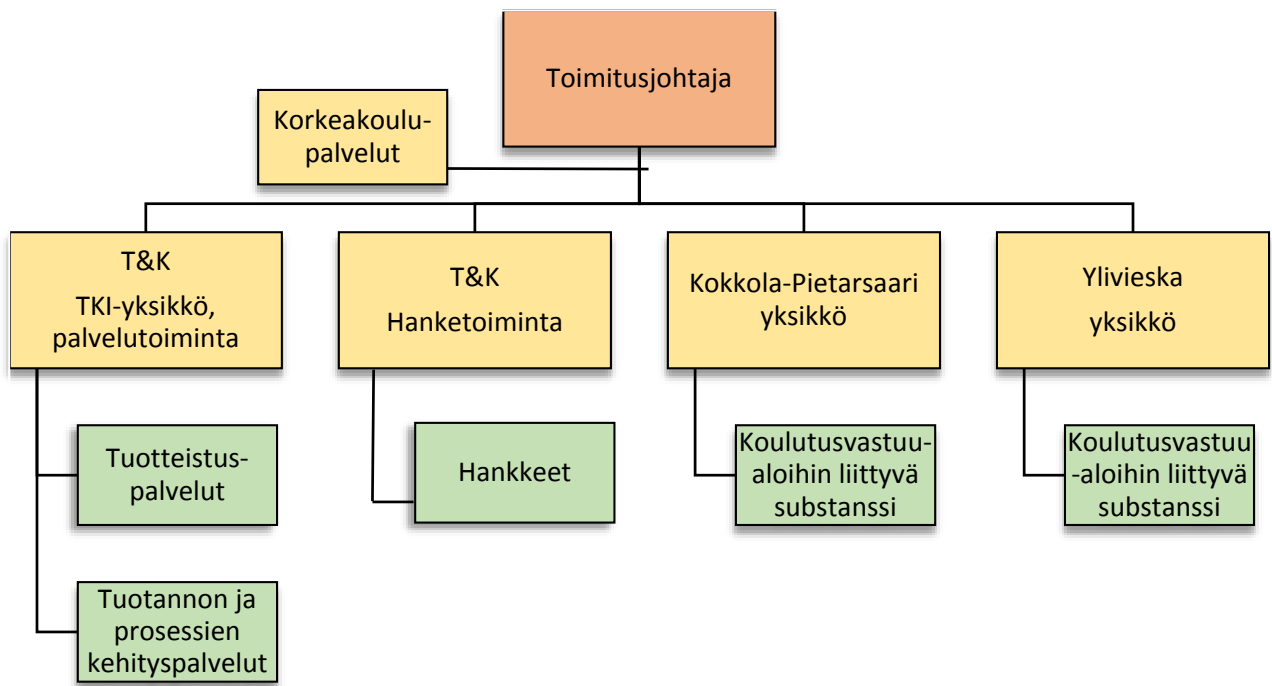 Toimitusjohtaja
Korkeakoulu-
palvelut
T&K
TKI-yksikkö,
palvelutoiminta
T&K
Hanketoiminta
Kokkola-Pietarsaari
yksikkö
Ylivieska
yksikkö
Tuotteistus-
palvelut
Hankkeet
Koulutusvastuu-
aloihin liittyvä
substanssi
Koulutusvastuu
-aloihin liittyvä
substanssi
Tuotannon ja
prosessien
kehityspalvelut